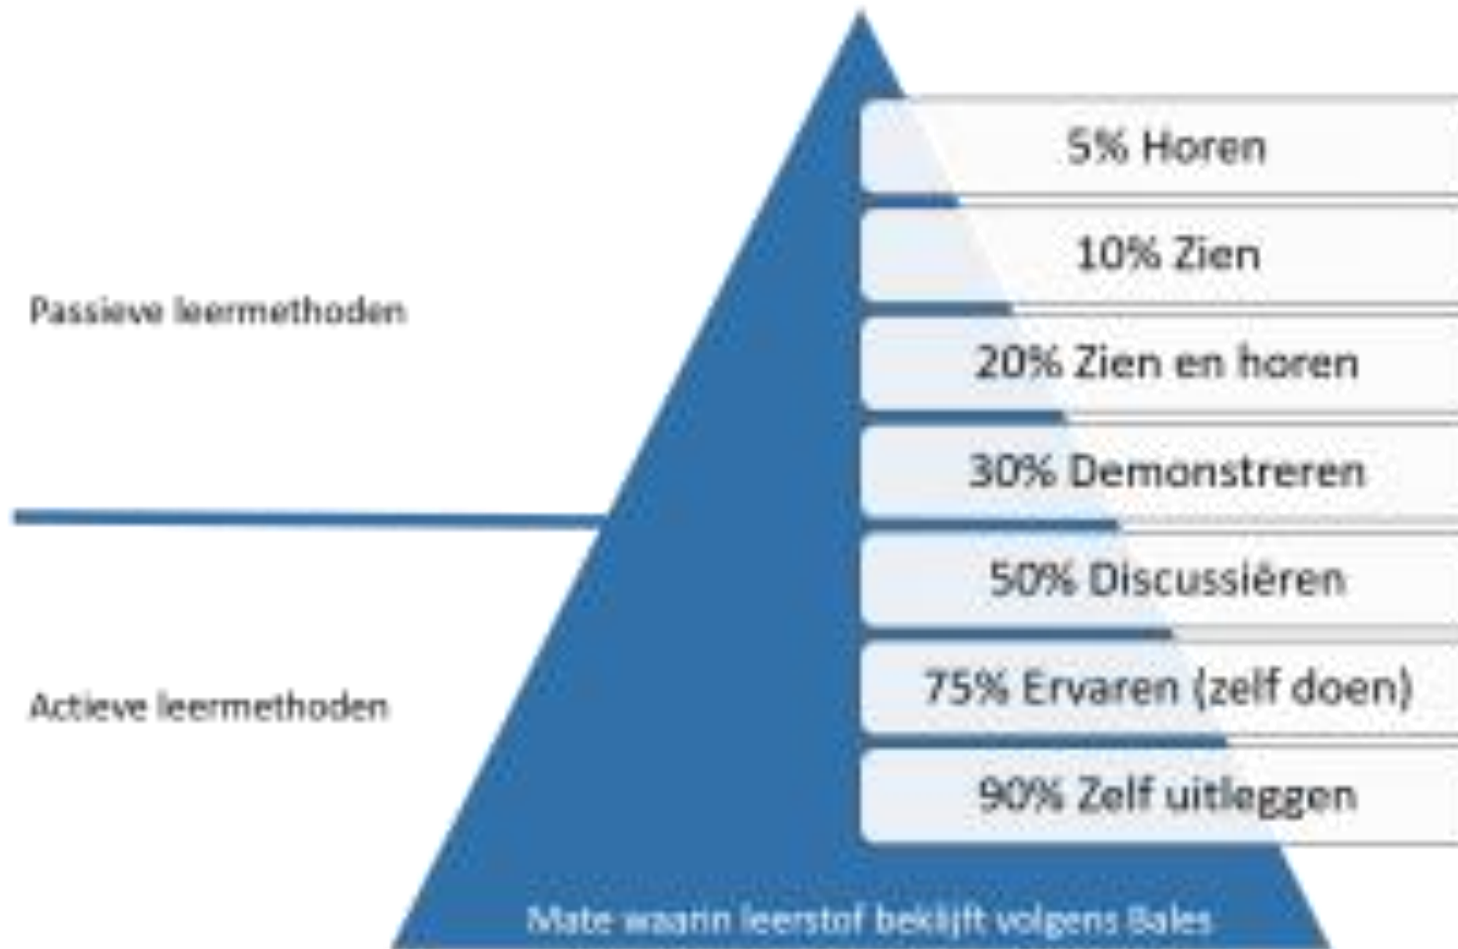 5% Horen
10% Zien
20% Zien en horen
30% Demonstreren
50% Discussiëren
75% Ervaren (zelf doen)
90% Zelf uitleggen
Passieve leermethoden
Actieve leermethoden
Mate waarin leerstof beklijft volgens Bales